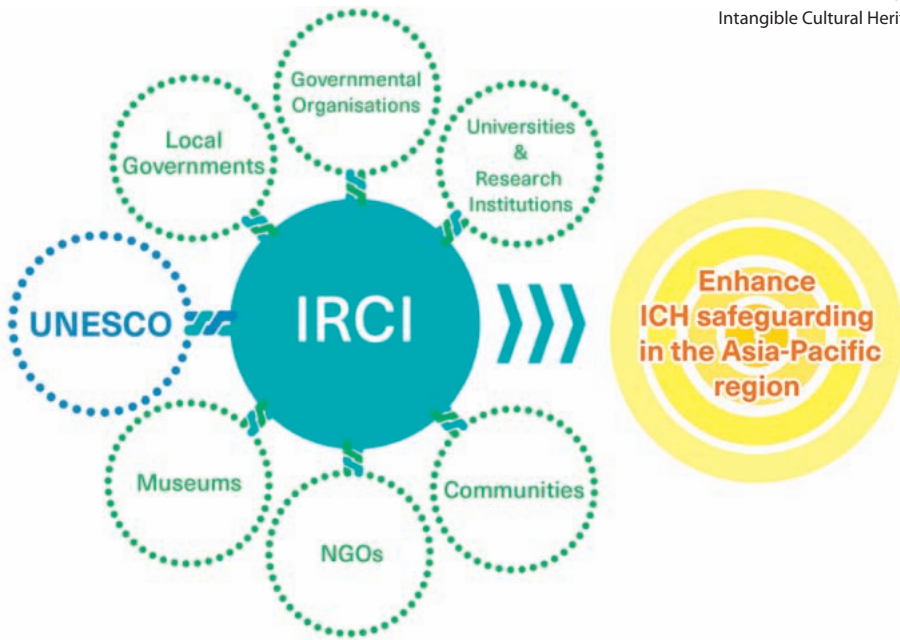 Intangible Cultural
Governmental
Organisations
Local
Governments
Universities
&
Research
Institutions
UNESCO
IRCI
Enhance
ICH safeguarding
in the Asia-Pacific
region
Museums
Communities
NGOs